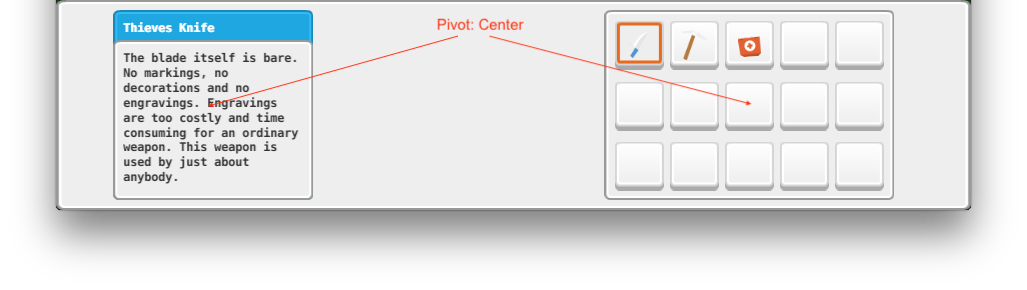 Thieves Knife
Pivot: Center
The blade itself is bare.
No markings, no
decorations and no
engravings. Engravings
are too costly and time
consuming for an ordinary
weapon. This weapon is
used by just about
anybody.